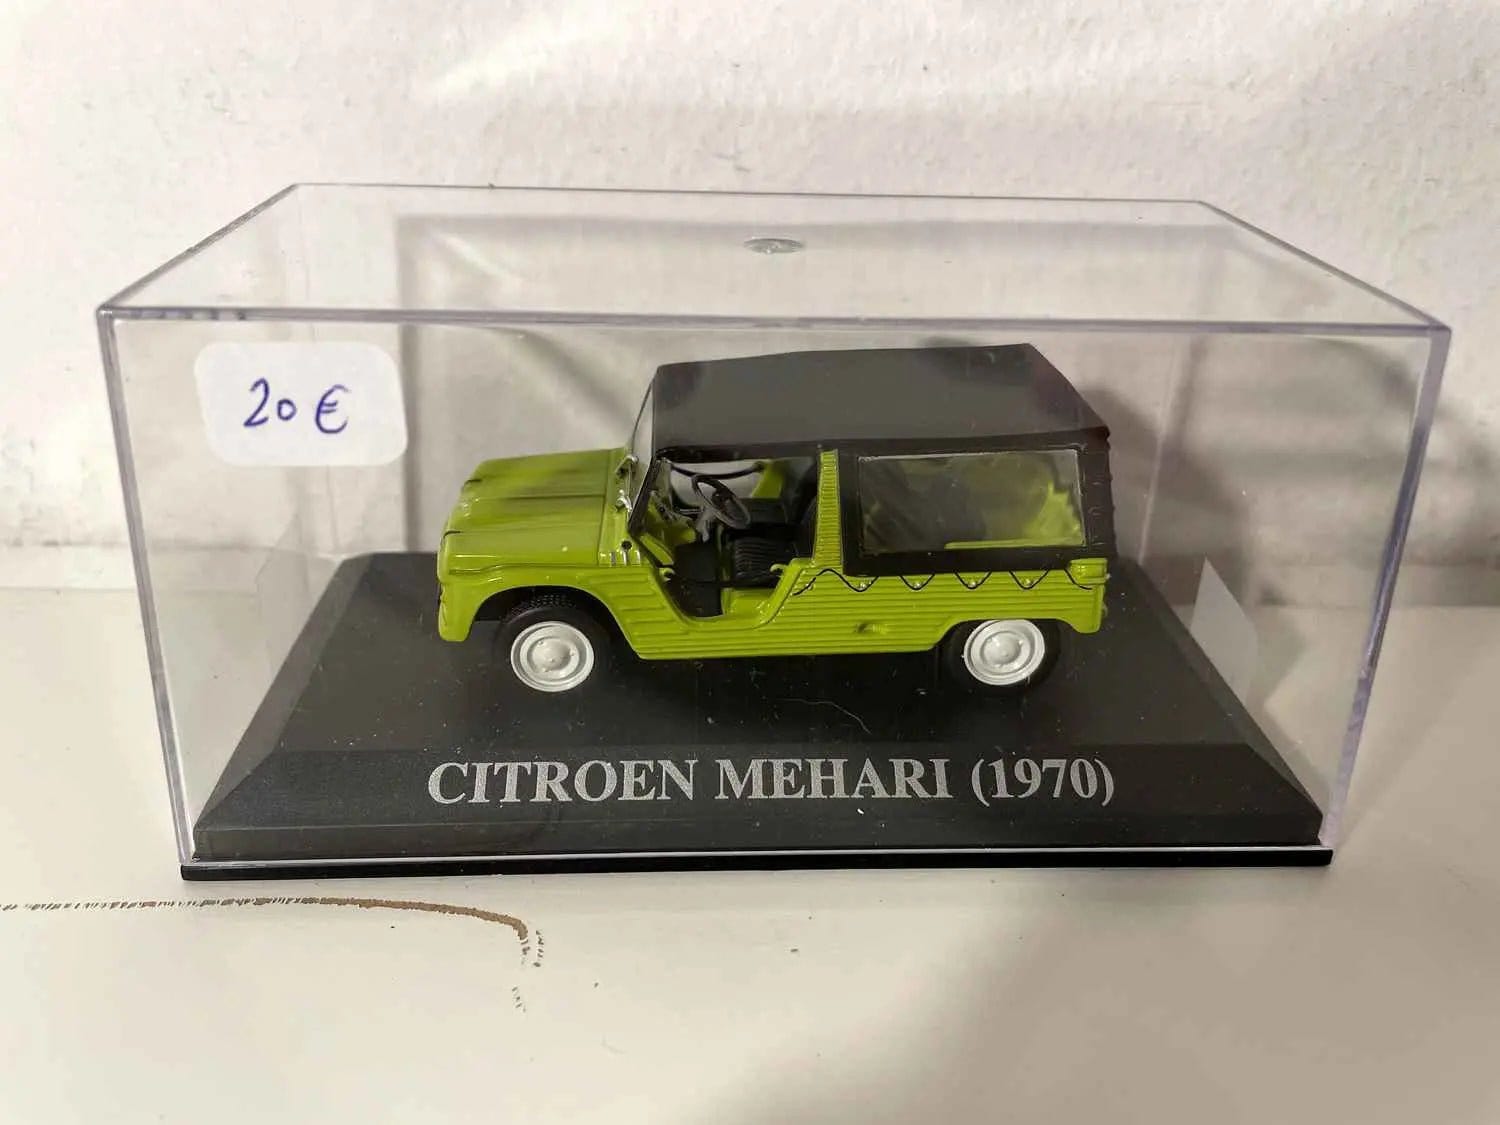 20 €
CITROEN MEHARI (1970)